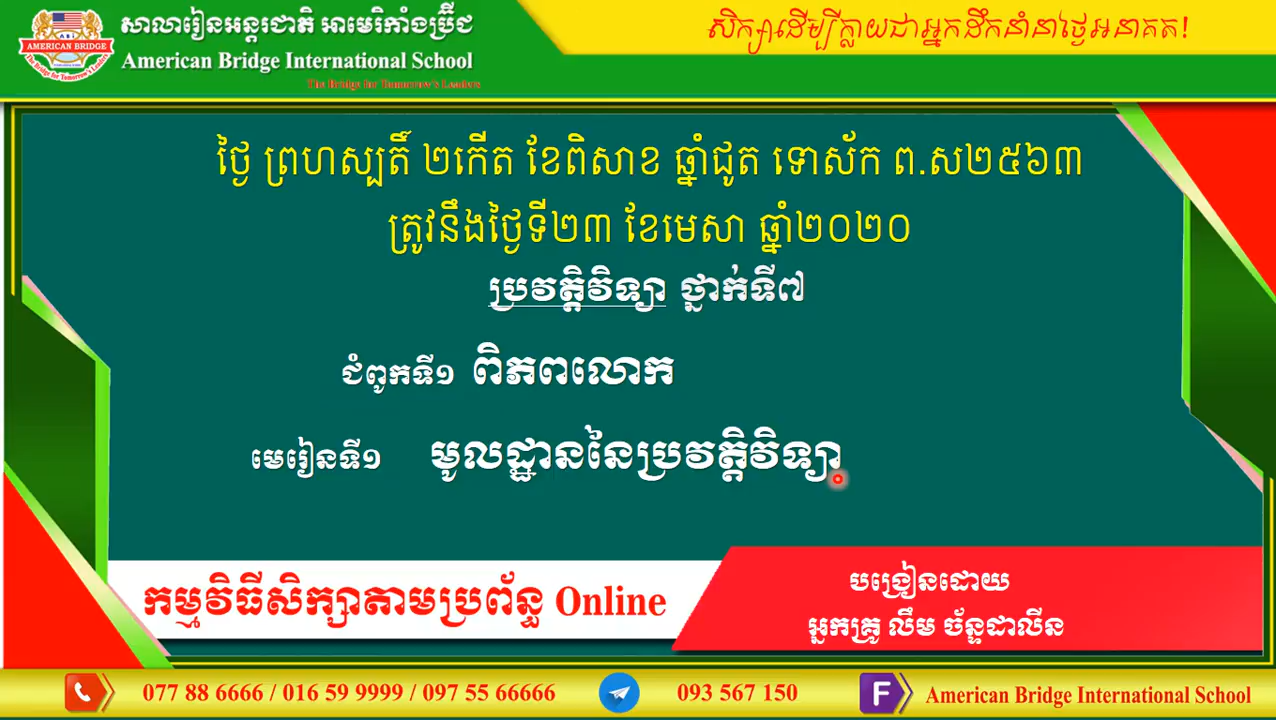 សាលារៀនអន្តរជាតិ អាមេរិកាំងប្រ៊ីជ
American Bridge International School
The Bridge for Tomorrow's Leaders
AMERICAN BRIDGE
The Bridge for Tomorrow's Leaders
សិក្សាដើម្បីក្លាយជាអ្នកដឹកនាំនាថ្ងៃអនាគត!
ថ្ងៃ ព្រហស្បតិ៍ ២កើត ខែពិសាខ ឆ្នាំជូត ទោស័ក ព.ស២៥៦៣
ត្រូវនឹងថ្ងៃទី២៣ ខែមេសា ឆ្នាំ២០២០
ប្រវត្តិវិទ្យា ថ្នាក់ទី៧
ជំពូកទី១ ពិភពលោក
មេរៀនទី១ មូលដ្ឋាននៃប្រវត្តិវិទ្យា
កម្មវិធីសិក្សាតាមប្រព័ន្ធ Online
បង្រៀនដោយ
អ្នកគ្រូ លឹម ច័ន្ទដាលីន
077 88 6666 / 016 59 9999 / 097 55 66666
093 567 150
American Bridge International School